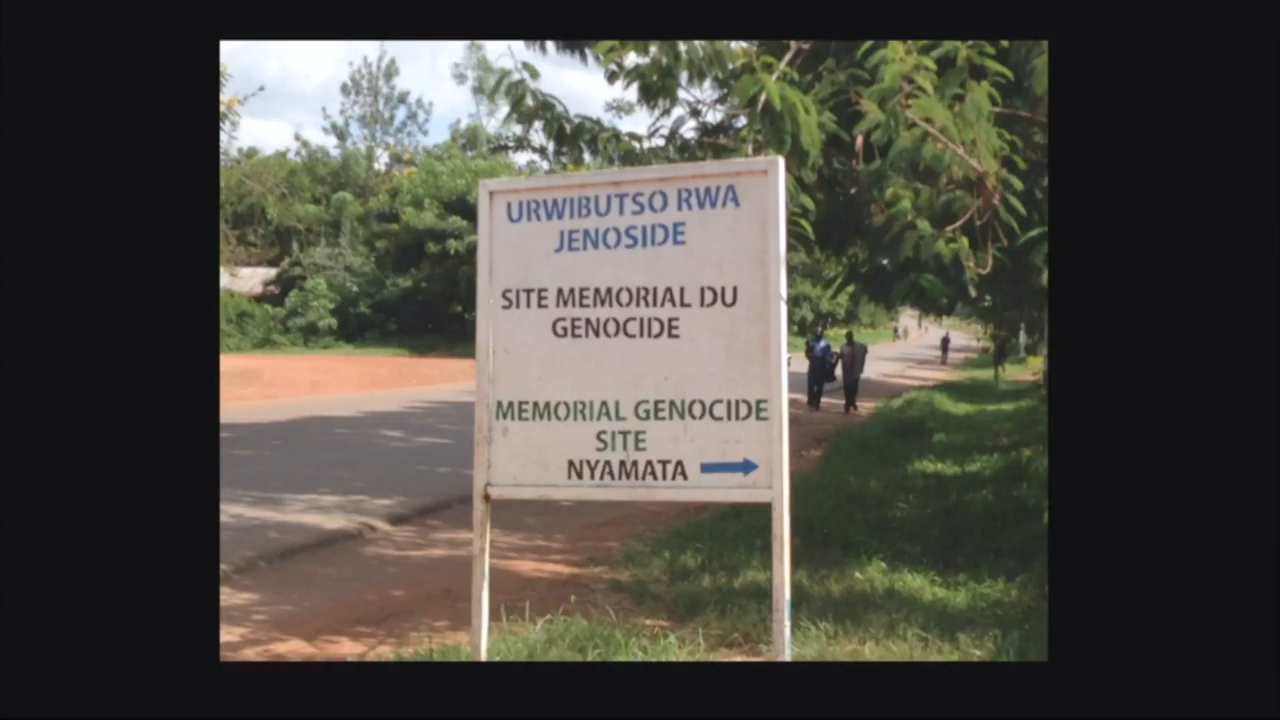 URWIBUTSO RWA
JENOSIDE
SITE MEMORIAL DU
GENOCIDE
MEMORIAL GENOCIDE
SITE
NYAMATA